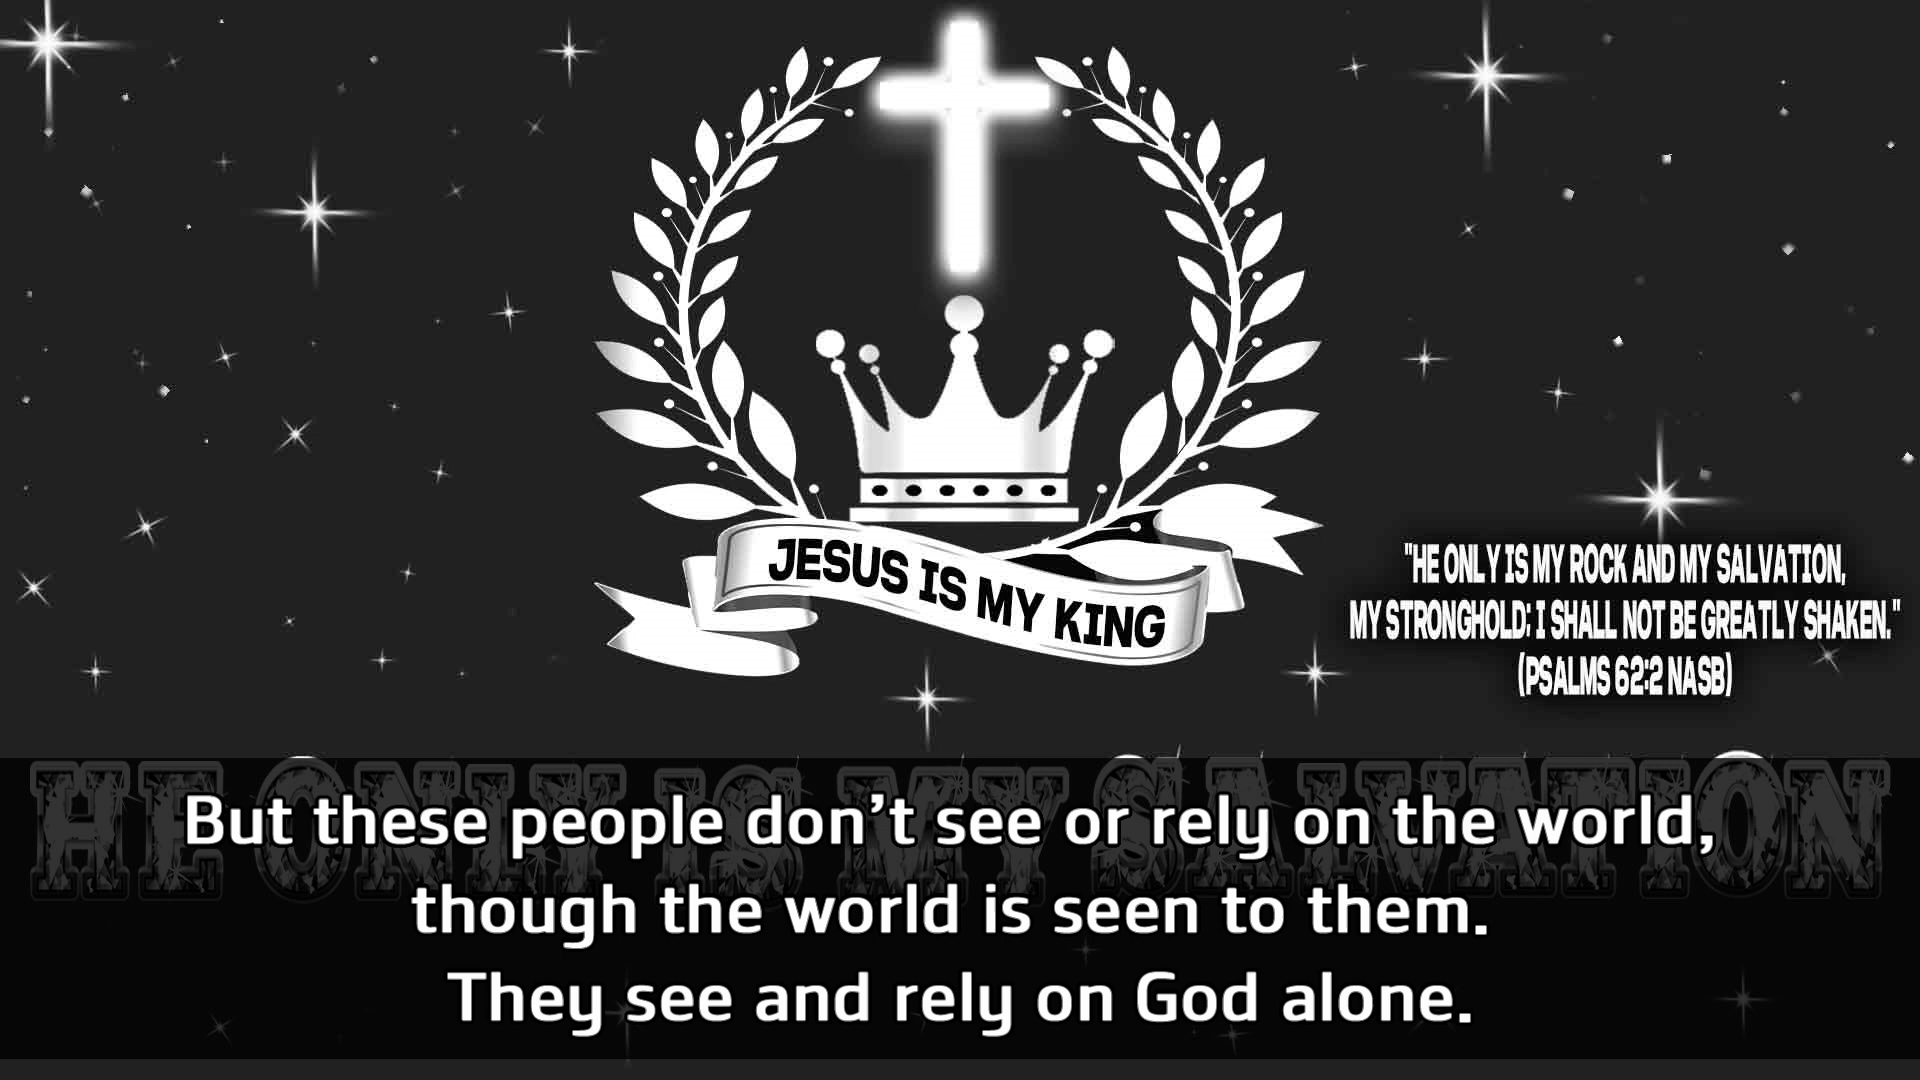 JESUS IS MY KING
"HE ONLY IS MY ROCK AND MY SALVATION,
MY STRONGHOLD; I SHALL NOT BE GREATLY SHAKEN."
(PSALMS 62:2 NASB)
HE ONLY IS MY SALVATION
But these people don’t see or rely on the world,
though the world is seen to them.
They see and rely on God alone.